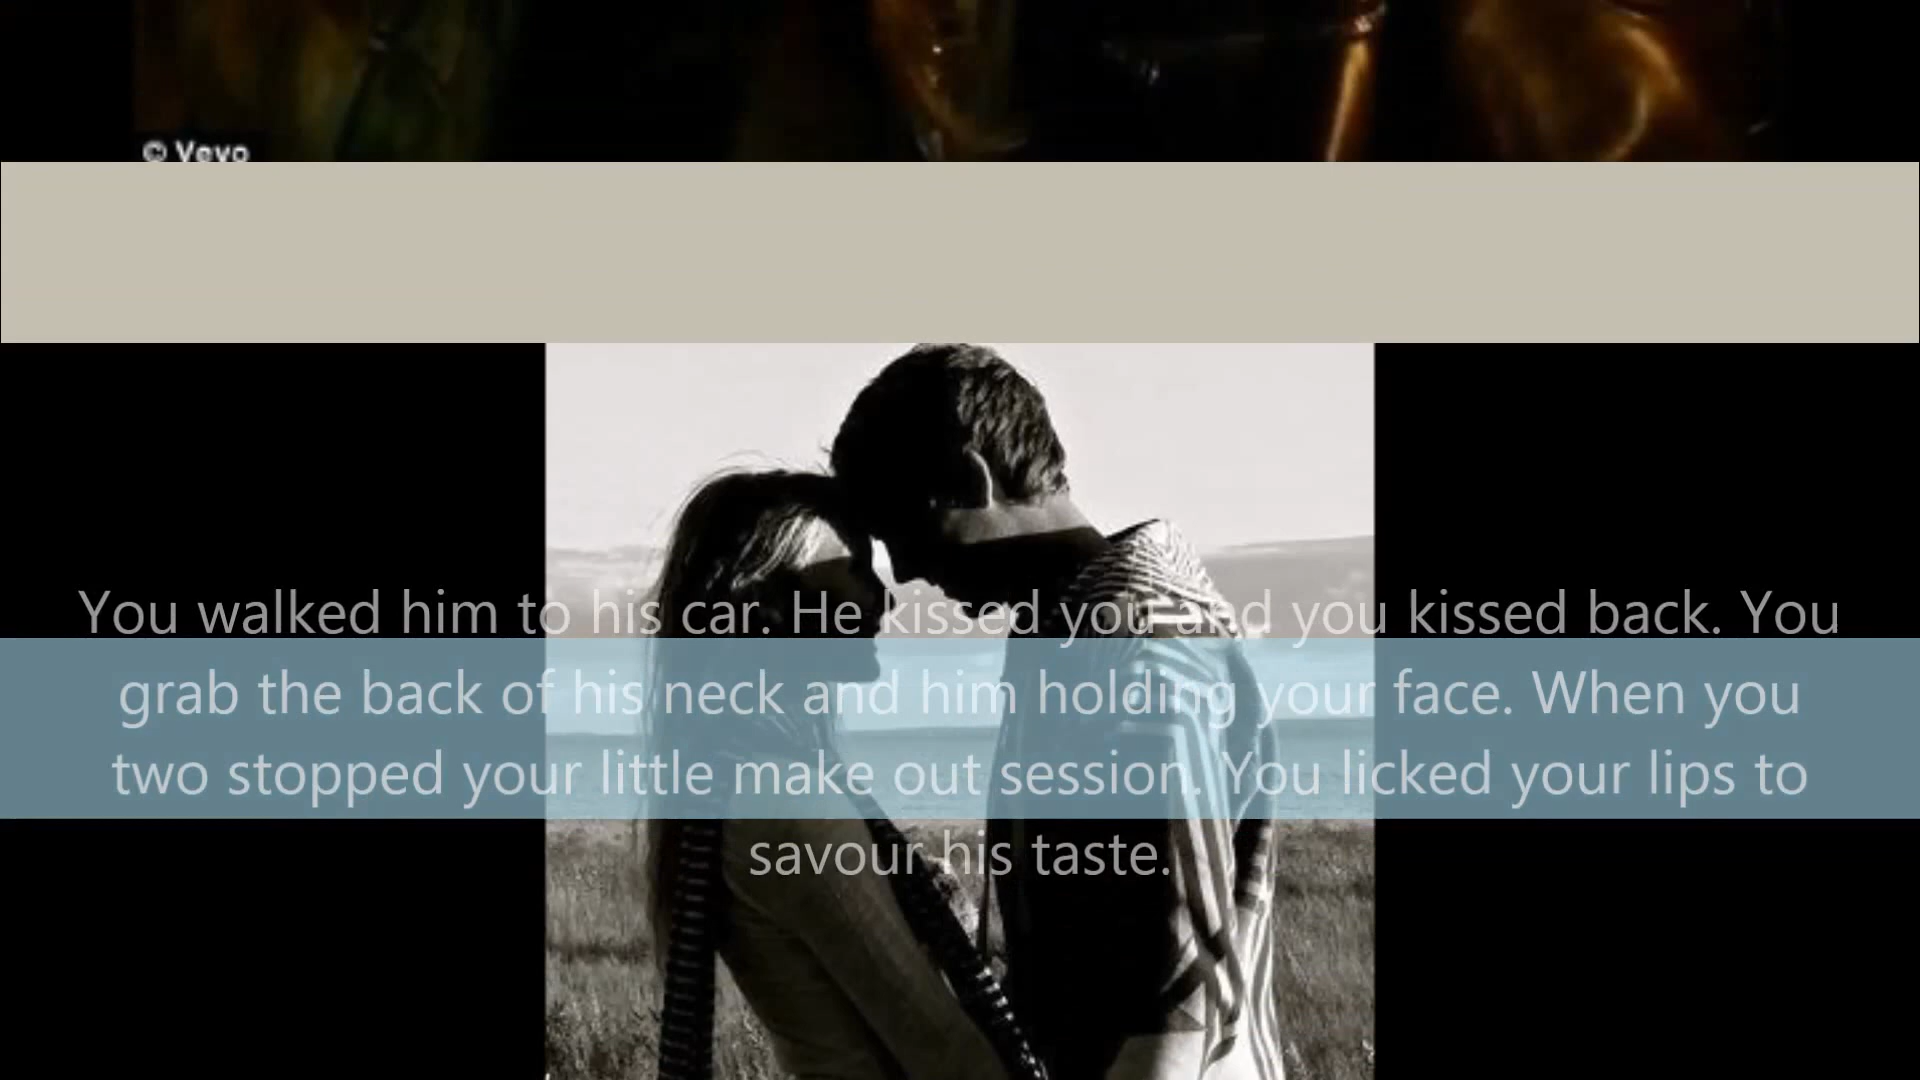 © Vevo
You walked him to his car. He kissed you and you kissed back. You
grab the back of his neck and him holding your face. When you
two stopped your little make out session. You licked your lips to
savour his taste.